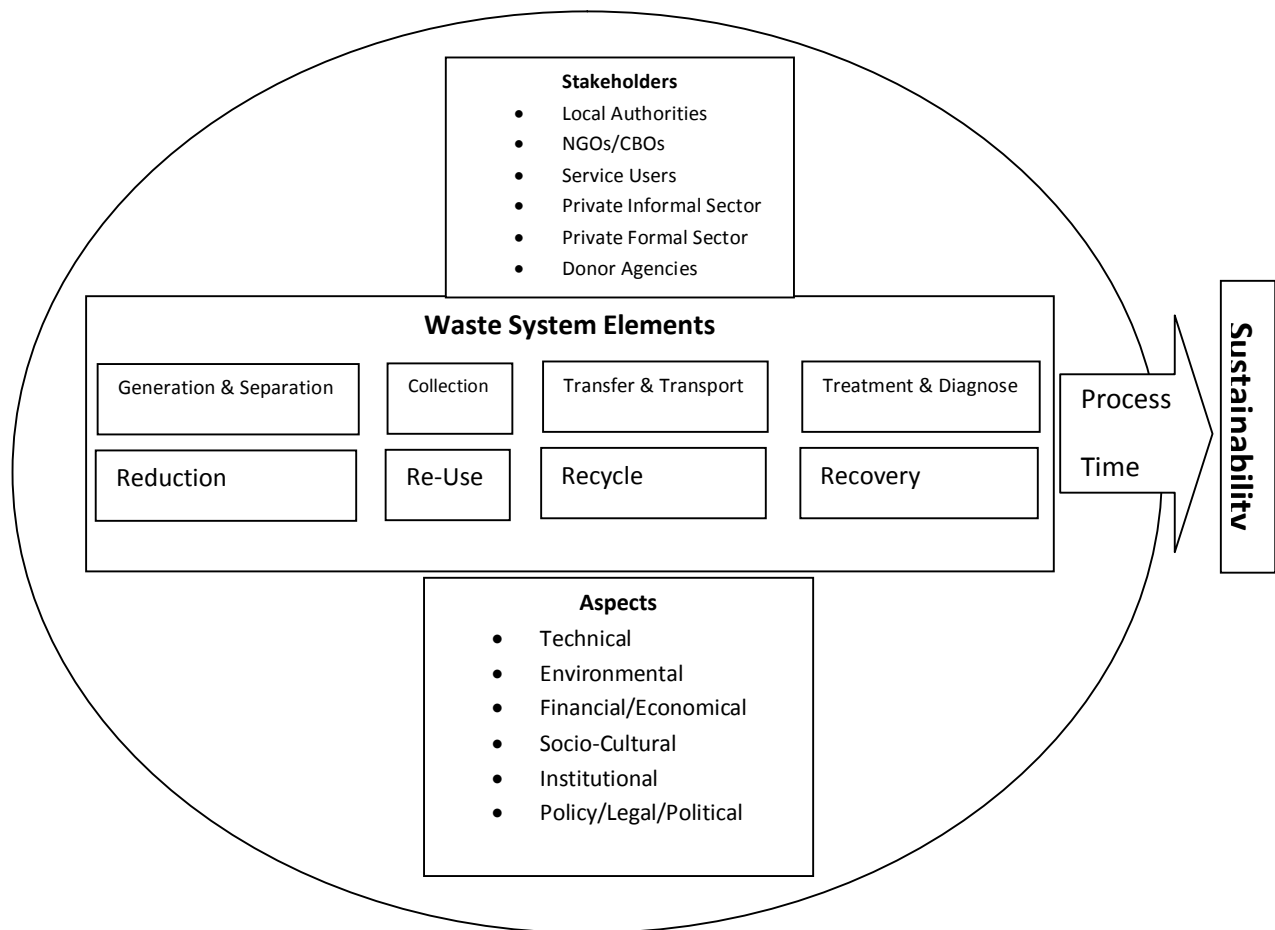 Stakeholders
• Local Authorities
• NGOs/CBOs
• Service Users
• Private Informal Sector
• Private Formal Sector
• Donor Agencies
Waste System Elements
Generation & Separation
Collection
Transfer & Transport
Treatment & Diagnose
Reduction
Re-Use
Recycle
Recovery
Process
Time
Sustainability
Aspects
• Technical
• Environmental
• Financial/Economical
• Socio-Cultural
• Institutional
• Policy/Legal/Political